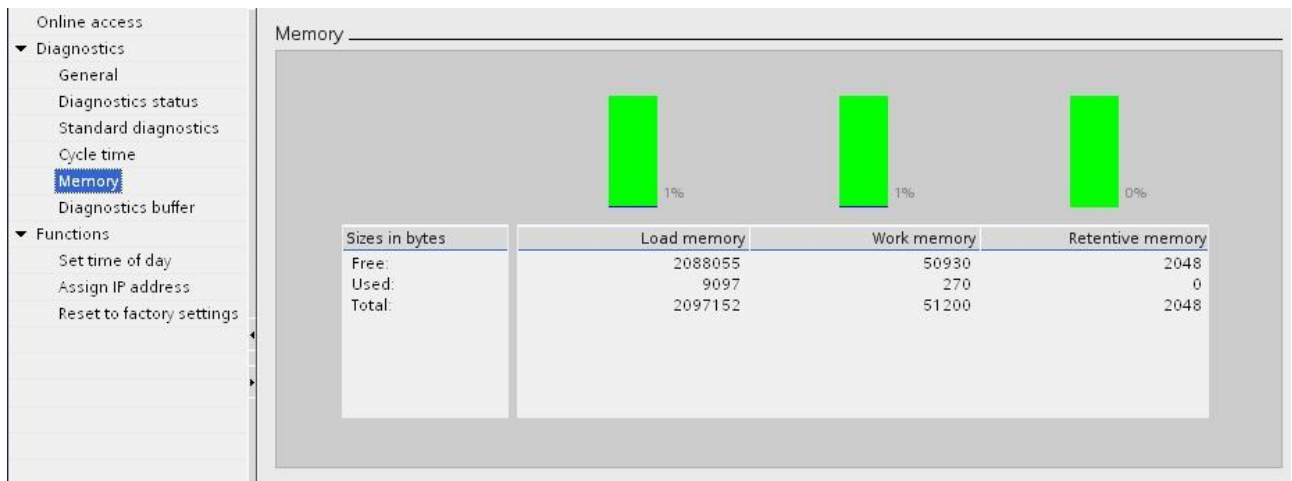 Online access
Diagnostics
General
Diagnostics status
Standard diagnostics
Cycle time
Memory
Diagnostics buffer
Functions
Set time of day
Assign IP address
Reset to factory settings
Memory
1% 1% 0%
Sizes in bytes Load memory Work memory Retentive memory
Free: 2088055 50930 2048
Used: 9097 270 0
Total: 2097152 51200 2048